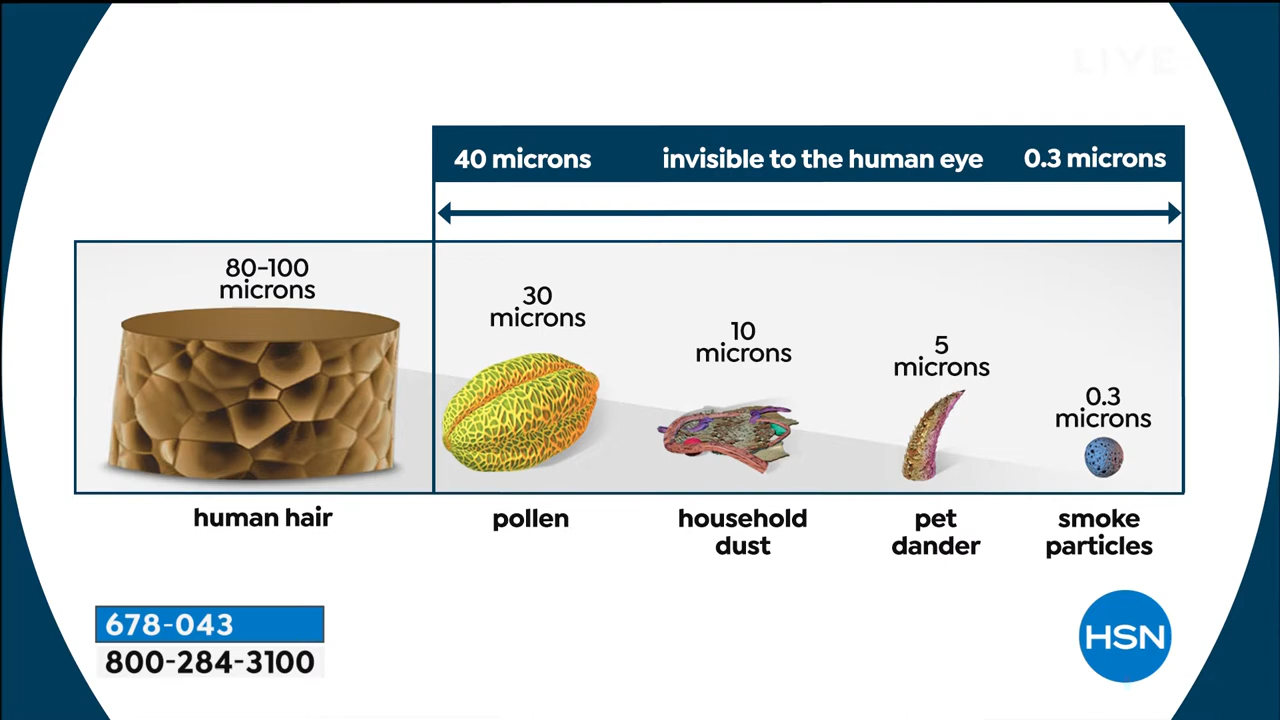 LIVE
40 microns invisible to the human eye 0.3 microns
80-100
microns
30
microns
10
microns
5
microns
0.3
microns
human hair
pollen
household
dust
pet
dander
smoke
particles
678-043
800-284-3100
HSN